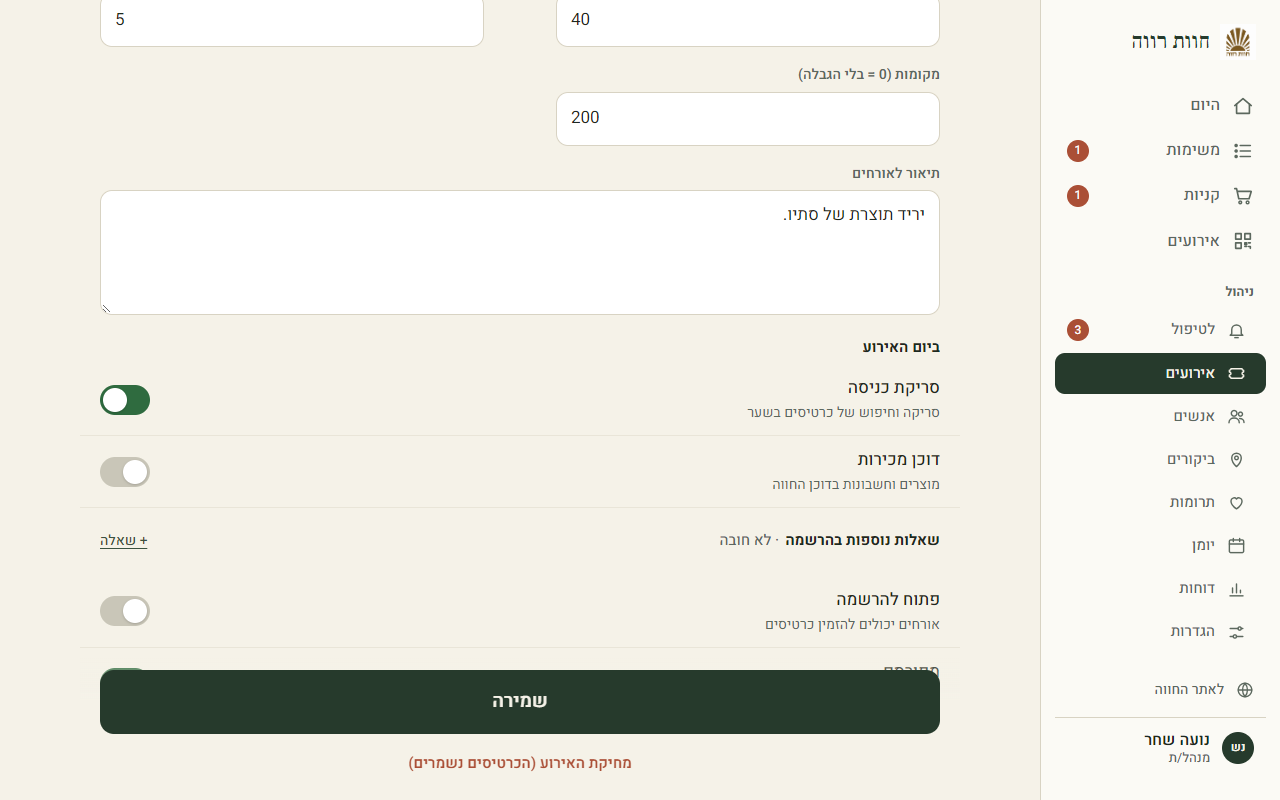 חוות רווה
היום
משימות
1
קניות
1
אירועים
ניהול
לטיפול
3
אירועים
אנשים
ביקורים
תרומות
יומן
דוחות
הגדרות
לאתר החווה
נש
נועה שחר
מנהל/ת
40
5
מקומות (0 = בלי הגבלה)
200
תיאור לאורחים
יריד תוצרת של סתיו.
ביום האירוע
סריקת כניסה
סריקה וחיפוש של כרטיסים בשער
דוכן מכירות
מוצרים וחשבונות בדוכן החווה
שאלות נוספות בהרשמה · לא חובה
+ שאלה
פתוח להרשמה
אורחים יכולים להזמין כרטיסים
שמירה
מחיקת האירוע (הכרטיסים נשמרים)